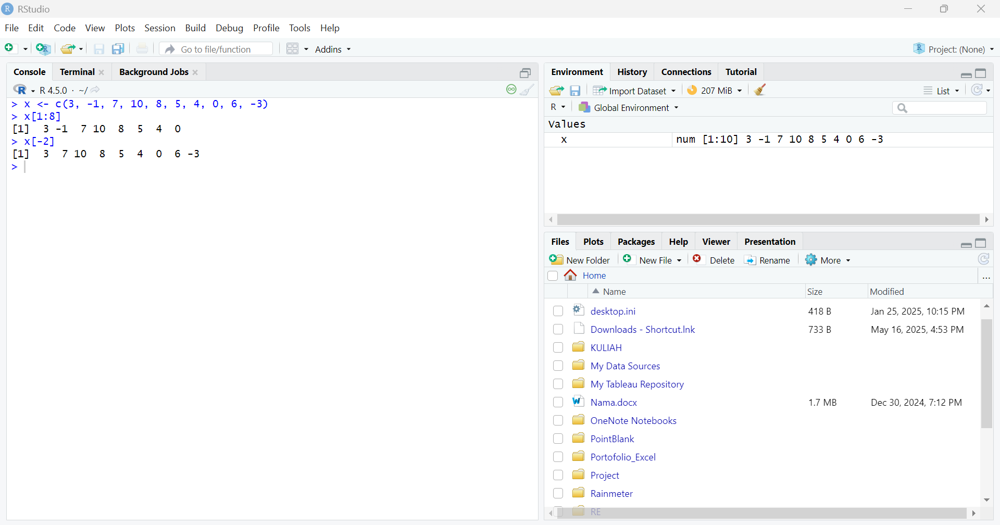 RStudio
File Edit Code View Plots Session Build Debug Profile Tools Help
Go to file/function Addins Project: (None)
Console Terminal Background Jobs
R 4.5.0 · ~/
> x <- c(3, -1, 7, 10, 8, 5, 4, 0, 6, -3)
> x[1:8]
[1]  3 -1  7 10  8  5  4  0
> x[-2]
[1]  3  7 10  8  5  4  0  6 -3
>
Environment History Connections Tutorial
Import Dataset 207 MiB List
R Global Environment
Values
x num [1:10] 3 -1 7 10 8 5 4 0 6 -3
Files Plots Packages Help Viewer Presentation
New Folder New File Delete Rename More
Home ...
Name Size Modified
desktop.ini 418 B Jan 25, 2025, 10:15 PM
Downloads - Shortcut.lnk 733 B May 16, 2025, 4:53 PM
KULIAH
My Data Sources
My Tableau Repository
Nama.docx 1.7 MB Dec 30, 2024, 7:12 PM
OneNote Notebooks
PointBlank
Portofolio_Excel
Project
Rainmeter
RE